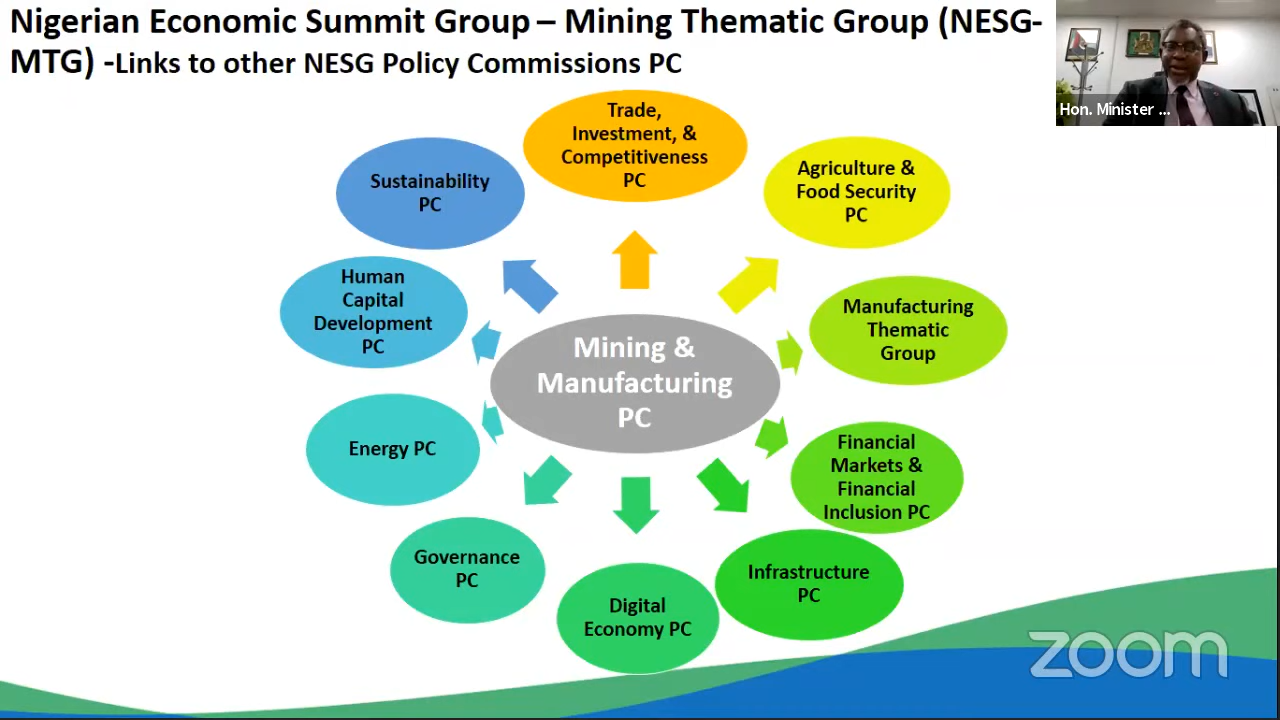 Nigerian Economic Summit Group – Mining Thematic Group (NESG-
MTG) -Links to other NESG Policy Commissions PC
Hon. Minister ...
Trade,
Investment, &
Competitiveness
PC
Agriculture &
Food Security
PC
Manufacturing
Thematic
Group
Financial
Markets &
Financial
Inclusion PC
Infrastructure
PC
Digital
Economy PC
Governance
PC
Energy PC
Human
Capital
Development
PC
Sustainability
PC
Mining &
Manufacturing
PC
zoom